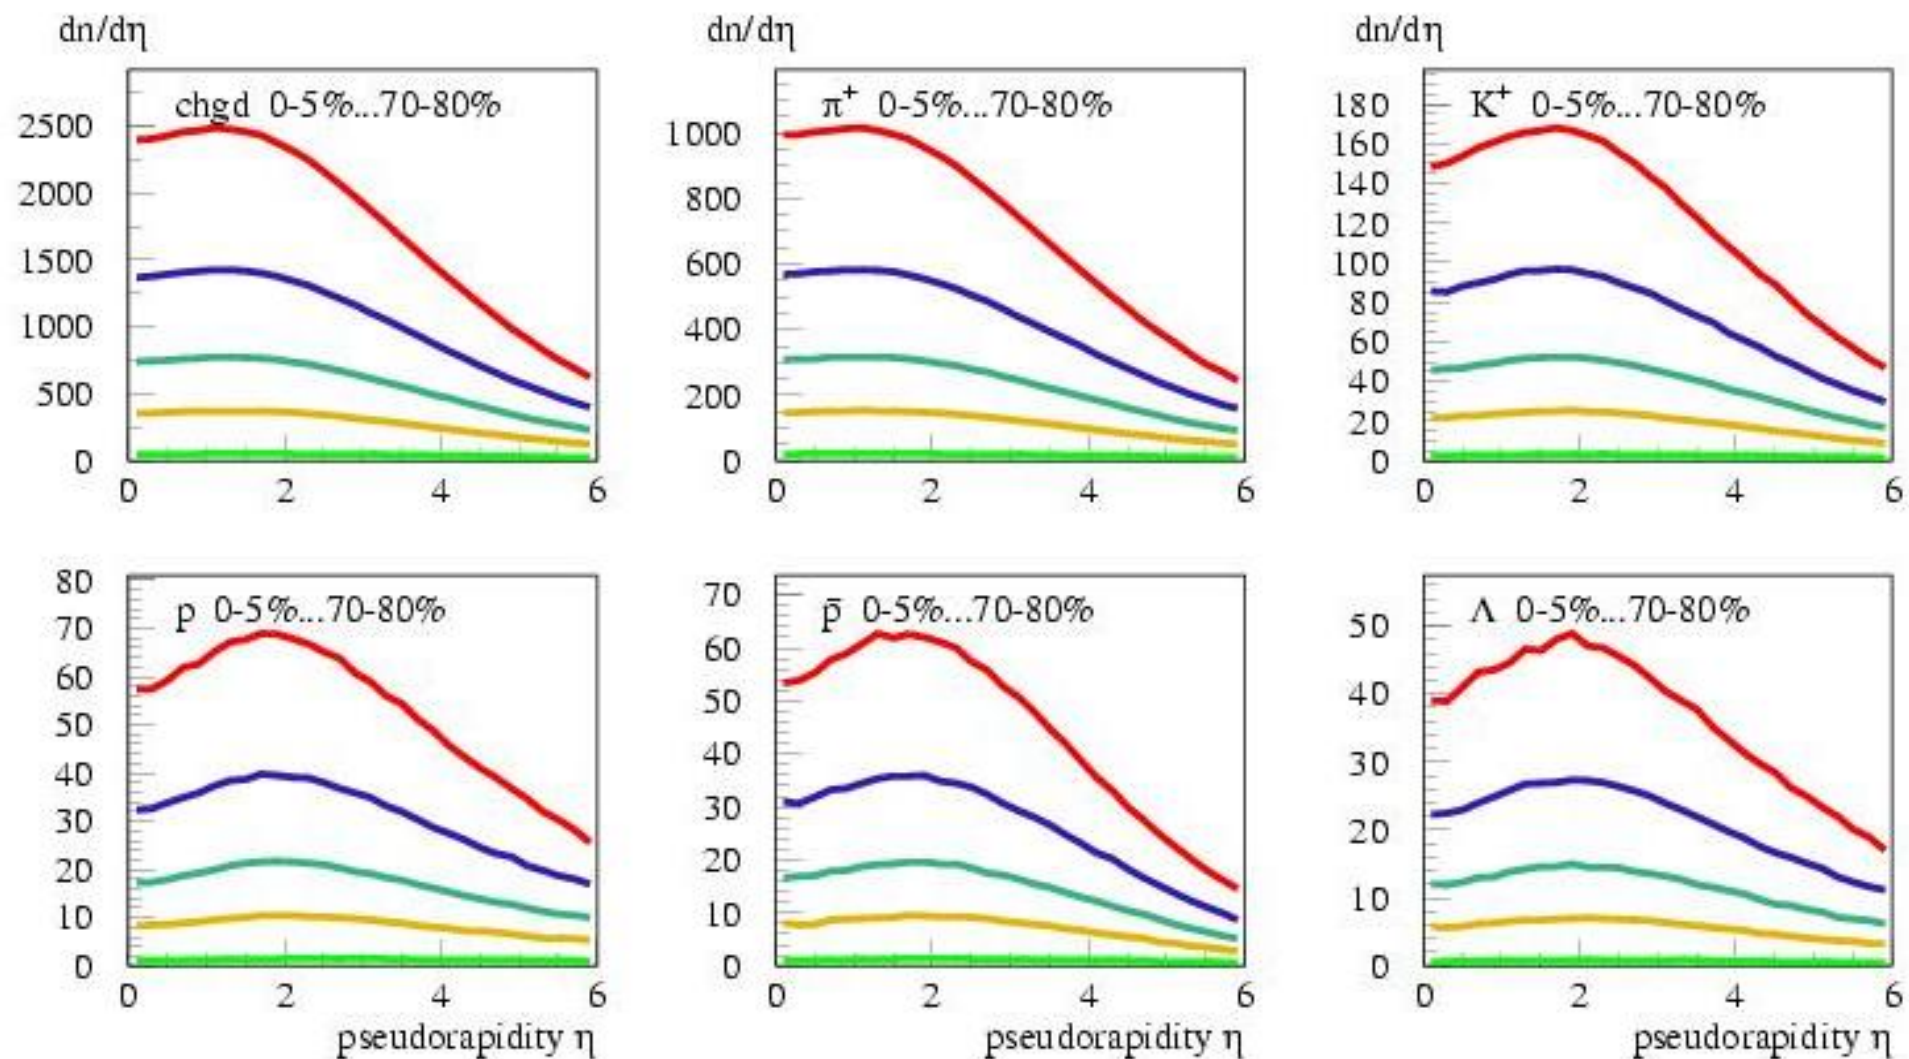 dn/dη dn/dη dn/dη
chgd 0-5%...70-80%
2500
2000
1500
1000
500
0
0 2 4 6
π⁺ 0-5%...70-80%
1000
800
600
400
200
0
0 2 4 6
K⁺ 0-5%...70-80%
180
160
140
120
100
80
60
40
20
0
0 2 4 6
p 0-5%...70-80%
80
70
60
50
40
30
20
10
0
0 2 4 6
pseudorapidity η
p̄ 0-5%...70-80%
70
60
50
40
30
20
10
0
0 2 4 6
pseudorapidity η
Λ 0-5%...70-80%
50
40
30
20
10
0
0 2 4 6
pseudorapidity η